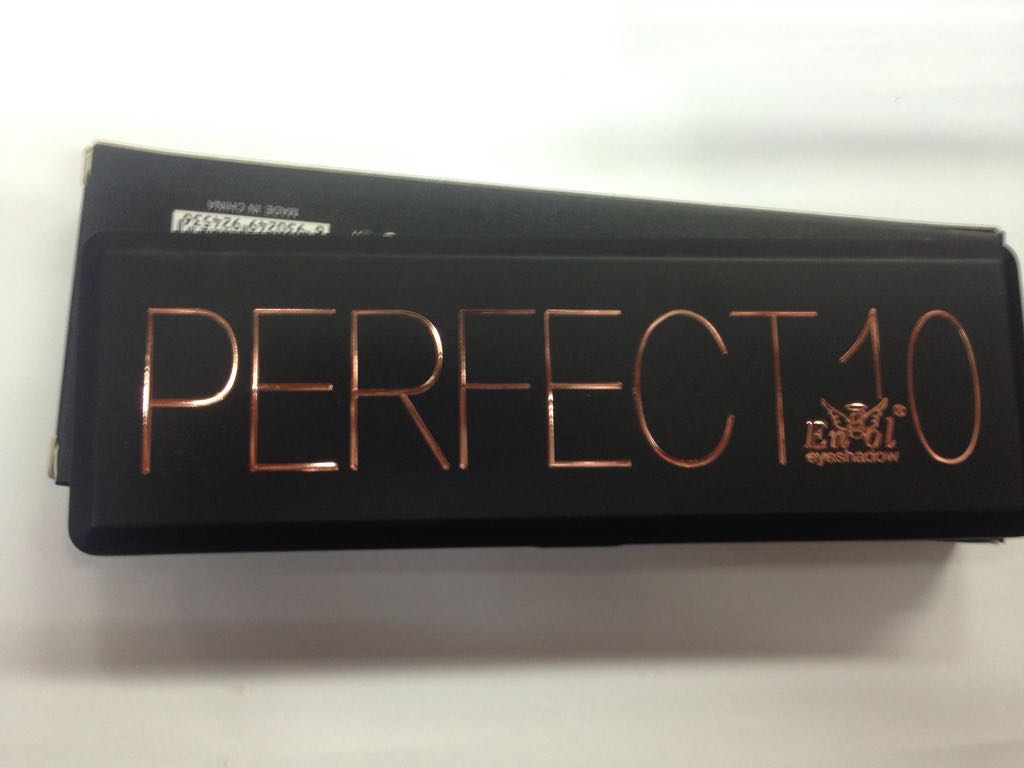 MADE IN CHINA
6 930249 924536
PERFECT 10
eyeshadow